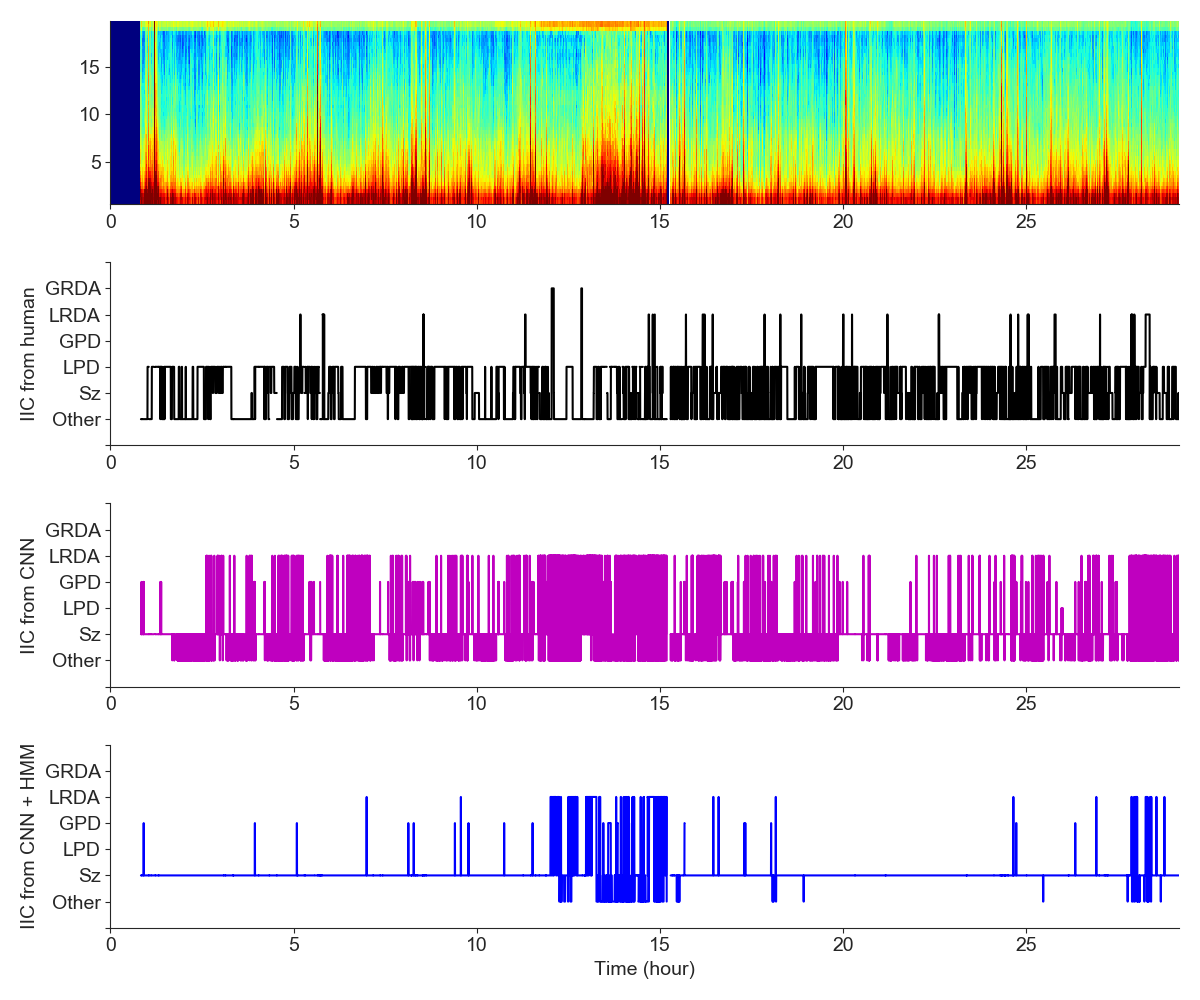 15
10
5
0 5 10 15 20 25
IIC from human
GRDA
LRDA
GPD
LPD
Sz
Other
0 5 10 15 20 25
IIC from CNN
GRDA
LRDA
GPD
LPD
Sz
Other
0 5 10 15 20 25
IIC from CNN + HMM
GRDA
LRDA
GPD
LPD
Sz
Other
0 5 10 15 20 25
Time (hour)